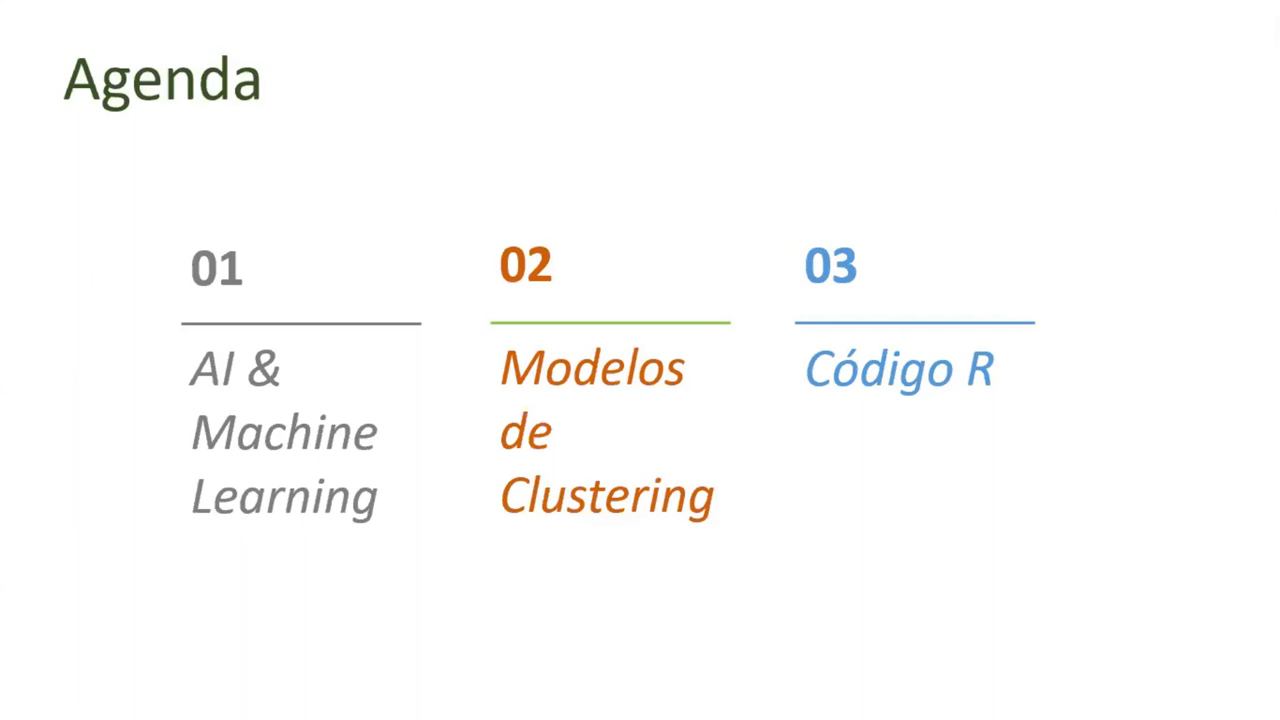 Agenda
01
AI &
Machine
Learning
02
Modelos
de
Clustering
03
Código R